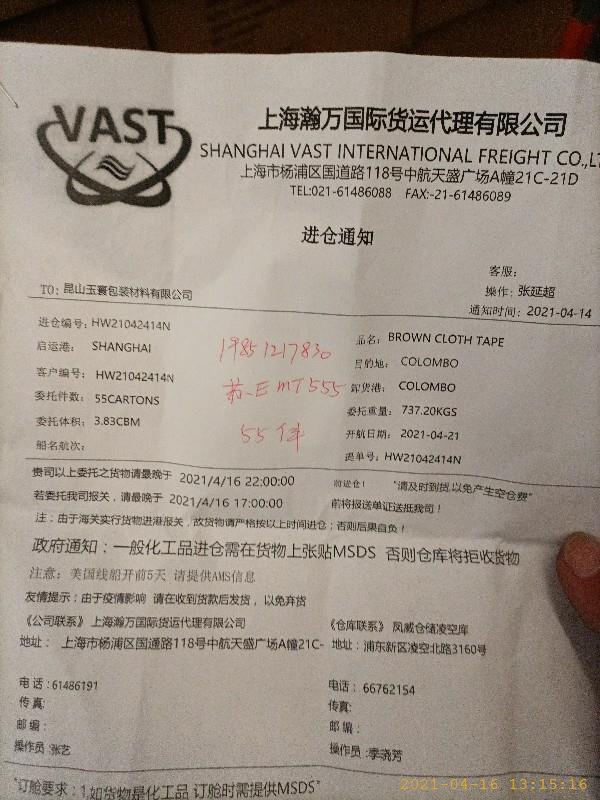 VAST
上海瀚万国际货运代理有限公司
SHANGHAI VAST INTERNATIONAL FREIGHT CO.,LT
上海市杨浦区国道路118号中航天盛广场A幢21C-21D
TEL:021-61486088 FAX:-21-61486089
进仓通知
客服:
TO: 昆山玉寰包装材料有限公司
操作: 张延超
通知时间: 2021-04-14
进仓编号: HW21042414N
品名: BROWN CLOTH TAPE
启运港: SHANGHAI
目的地: COLOMBO
19851217830
客户编号: HW21042414N
卸货港: COLOMBO
苏.E MT555
委托件数: 55CARTONS
委托重量: 737.20KGS
委托体积: 3.83CBM
开航日期: 2021-04-21
55件
船名航次:
提单号: HW21042414N
贵司以上委托之货物请最晚于 2021/4/16 22:00:00 前进仓! "请及时到货,以免产生空仓费"
若委托我司报关, 请最晚于 2021/4/16 17:00:00 前将报送单证送抵我司!
注: 由于海关实行货物进港报关, 故货物请严格按以上时间进仓; 否则后果自负!
政府通知: 一般化工品进仓需在货物上张贴MSDS 否则仓库将拒收货物
注意: 美国线船开前5天 请提供AMS信息
友情提示: 由于疫情影响 请在收到货款后发货, 以免弃货
《公司联系》上海瀚万国际货运代理有限公司
《仓库联系》 凤威仓储凌空库
地址: 上海市杨浦区国通路118号中航天盛广场A幢21C-
地址: 浦东新区凌空北路3160号
电话: 61486191
电话: 66762154
传真:
传真:
邮编:
邮编:
操作员: 张艺
操作员: 季晓芳
"订舱要求: 1.如货物是化工品 订舱时需提供MSDS"
2021-04-16 13:15:16